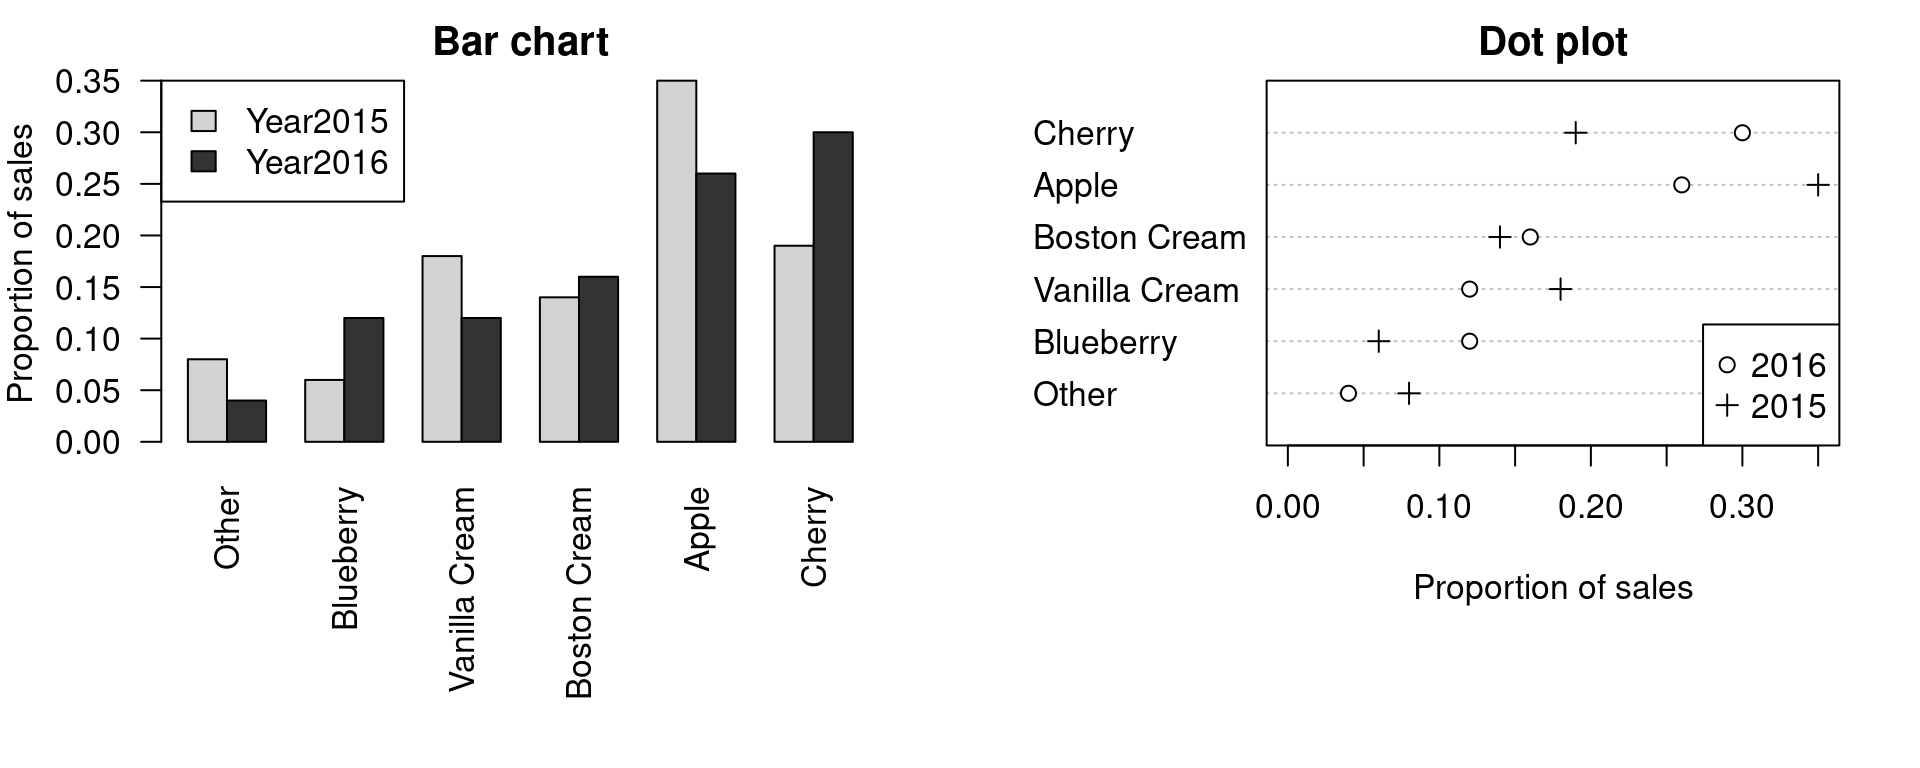 Bar chart
Proportion of sales
0.35
0.30
0.25
0.20
0.15
0.10
0.05
0.00
Year2015
Year2016
Other
Blueberry
Vanilla Cream
Boston Cream
Apple
Cherry
Dot plot
Cherry
Apple
Boston Cream
Vanilla Cream
Blueberry
Other
2016
2015
0.00 0.10 0.20 0.30
Proportion of sales